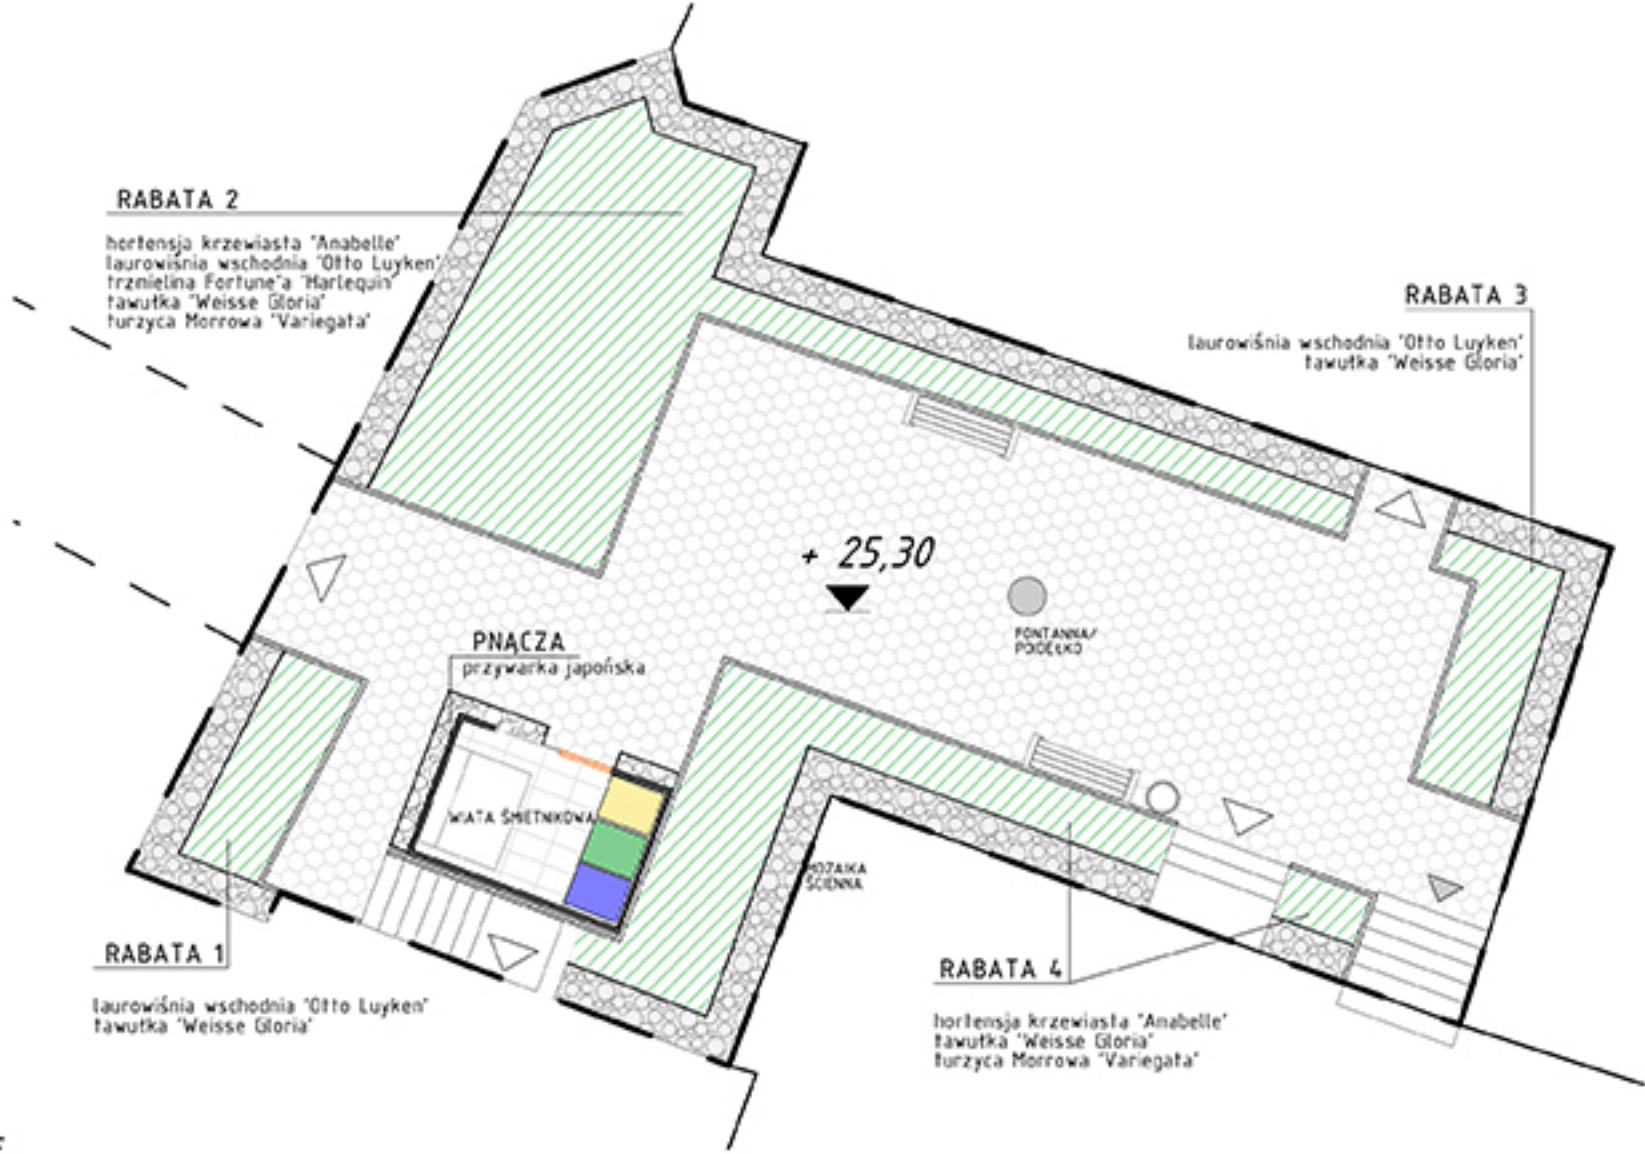 RABATA 2
hortensja krzewiasta "Anabelle"
laurowiśnia wschodnia "Otto Luyken"
trzmielina Fortune"a "Harlequin"
tawułka "Weisse Gloria"
turzyca Morrowa "Variegata"
RABATA 3
laurowiśnia wschodnia "Otto Luyken"
tawułka "Weisse Gloria"
+ 25,30
FONTANNA/
POIDEŁKO
PNĄCZA
przywarka japońska
WIATA ŚMIETNIKOWA
MOZAIKA
ŚCIENNA
RABATA 1
laurowiśnia wschodnia "Otto Luyken"
tawułka "Weisse Gloria"
RABATA 4
hortensja krzewiasta "Anabelle"
tawułka "Weisse Gloria"
turzyca Morrowa "Variegata"